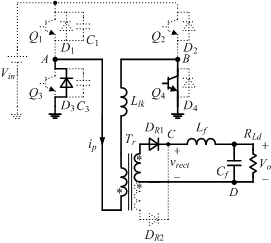 Q1 D1 C1 Q2 D2
A B
Vin Q3 D3 C3 Q4 D4
Llk
ip Tr DR1 C Lf RLd
+ vrect Cf + Vo
* * − D −
DR2